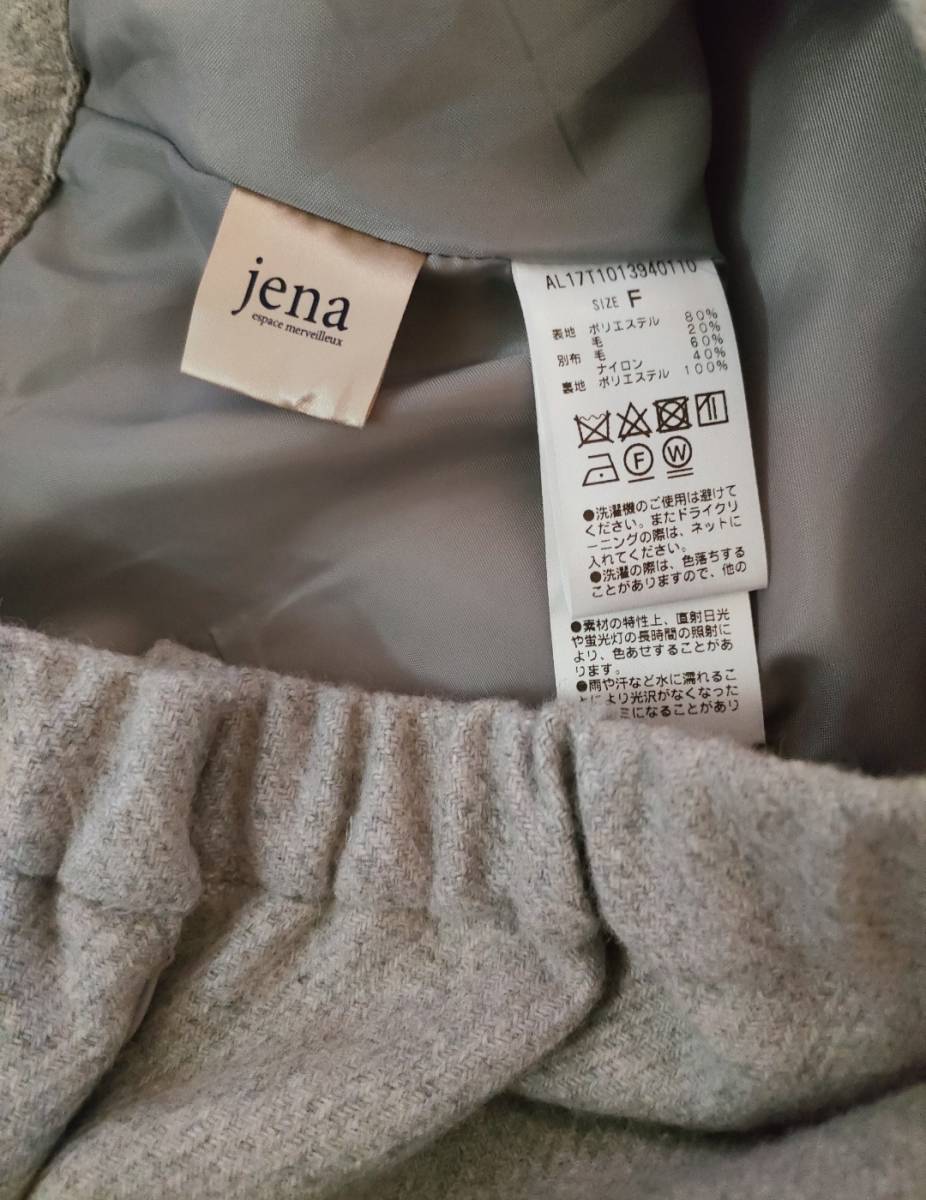 jena
espace merveilleux
AL17T1013940110
SIZE F
表地 ポリエステル 80%
毛 20%
別布 毛 60%
ナイロン 40%
裏地 ポリエステル 100%
F W
●洗濯機のご使用は避けて
ください。またドライクリ
ーニングの際は、ネットに
入れてください。
●洗濯の際は、色落ちする
ことがありますので、他の
●素材の特性上、直射日光
や蛍光灯の長時間の照射に
より、色あせすることがあ
ります。
●雨や汗など水に濡れるこ
とにより光沢がなくなった
ミになることがあり